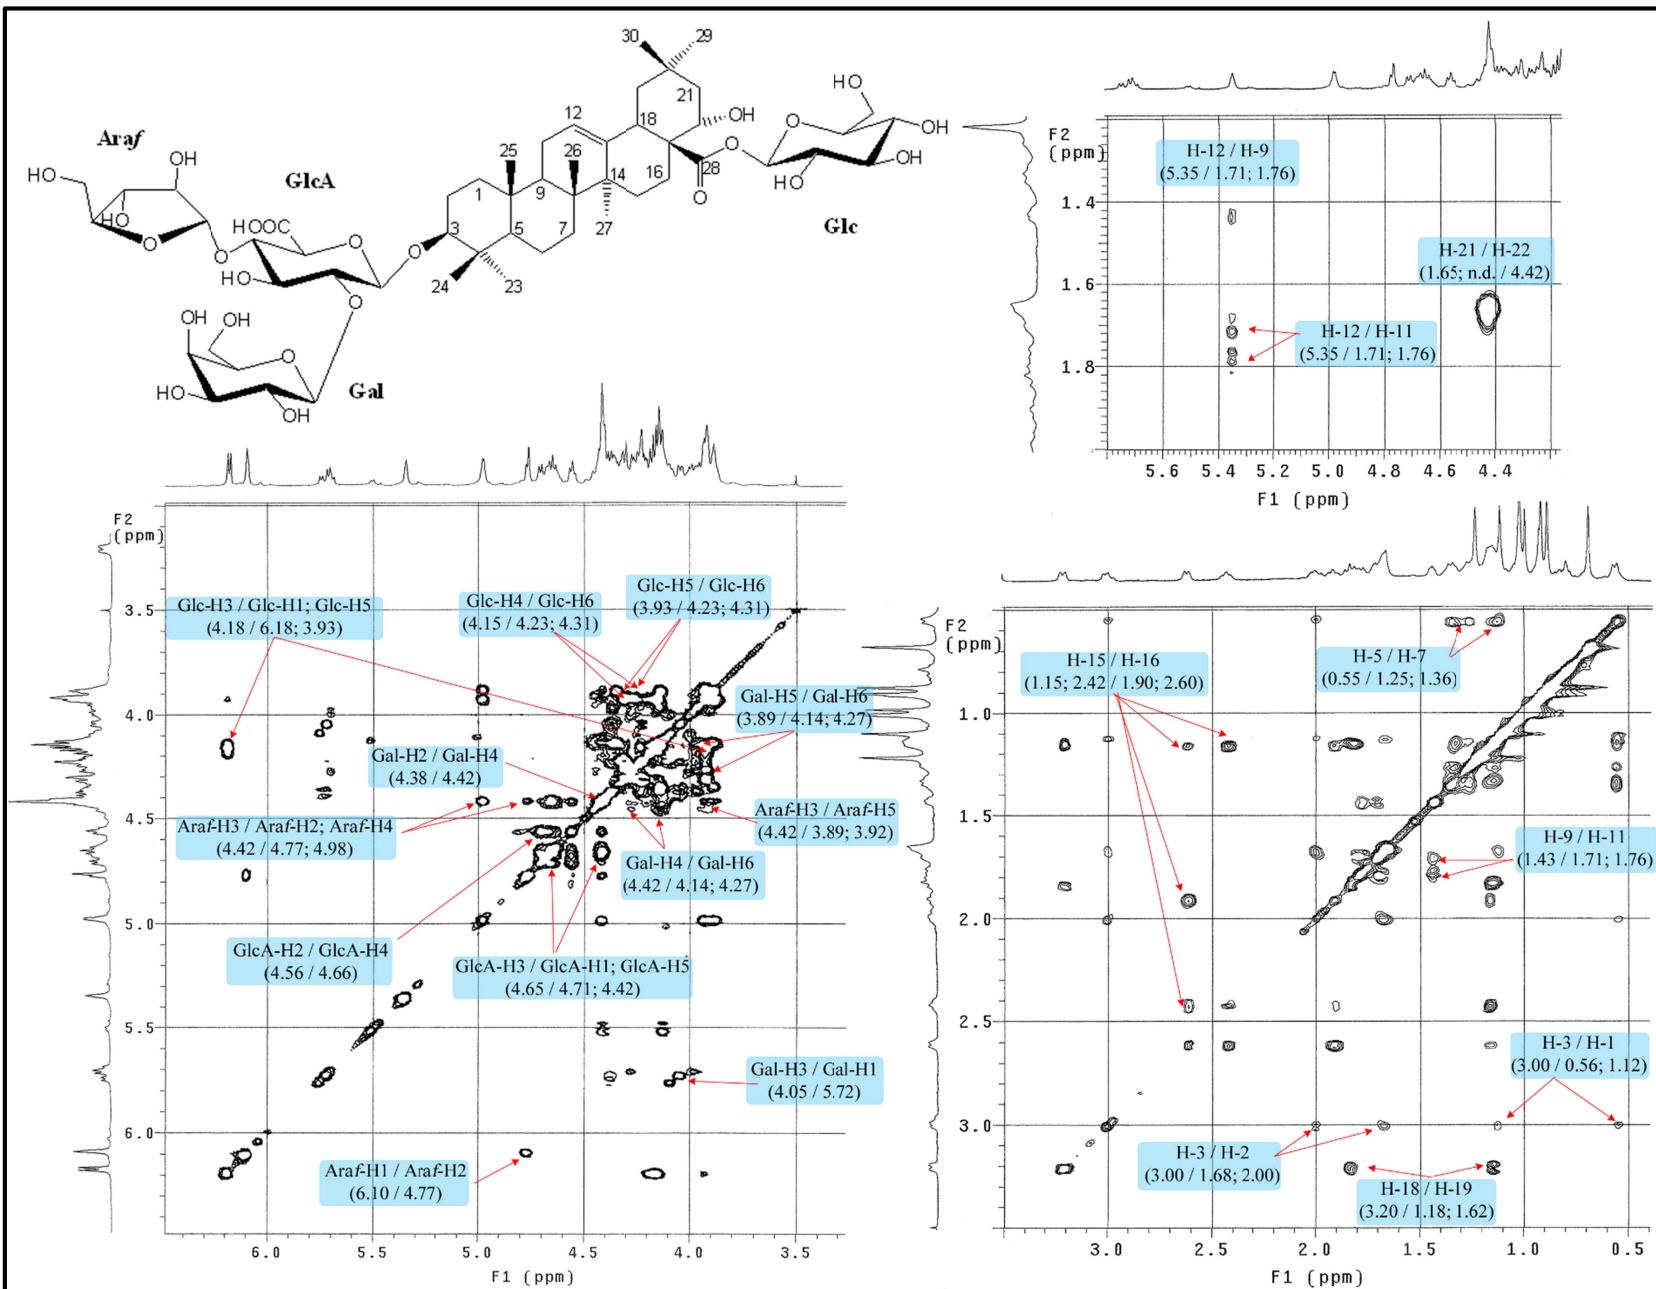 30
29
HO
21
12
OH
18
O
OH
Araf
25
26
O
OH
HO
OH
GlcA
28
16
O
HO
OH
1
9
14
HO
O
HOOC
O
3
5
7
27
Glc
O
O
HO
24
23
OH
OH
O
O
HO
OH
Gal
F2
(ppm)
H-12 / H-9
(5.35 / 1.71; 1.76)
1.4
H-21 / H-22
(1.65; n.d. / 4.42)
1.6
H-12 / H-11
(5.35 / 1.71; 1.76)
1.8
5.6 5.4 5.2 5.0 4.8 4.6 4.4
F1 (ppm)
F2
(ppm)
Glc-H3 / Glc-H1; Glc-H5
(4.18 / 6.18; 3.93)
Glc-H4 / Glc-H6
(4.15 / 4.23; 4.31)
Glc-H5 / Glc-H6
(3.93 / 4.23; 4.31)
3.5
Gal-H5 / Gal-H6
(3.89 / 4.14; 4.27)
4.0
Gal-H2 / Gal-H4
(4.38 / 4.42)
Araf-H3 / Araf-H2; Araf-H4
(4.42 / 4.77; 4.98)
Araf-H3 / Araf-H5
(4.42 / 3.89; 3.92)
4.5
Gal-H4 / Gal-H6
(4.42 / 4.14; 4.27)
GlcA-H2 / GlcA-H4
(4.56 / 4.66)
GlcA-H3 / GlcA-H1; GlcA-H5
(4.65 / 4.71; 4.42)
5.0
5.5
Gal-H3 / Gal-H1
(4.05 / 5.72)
6.0
Araf-H1 / Araf-H2
(6.10 / 4.77)
6.0 5.5 5.0 4.5 4.0 3.5
F1 (ppm)
F2
(ppm)
H-15 / H-16
(1.15; 2.42 / 1.90; 2.60)
H-5 / H-7
(0.55 / 1.25; 1.36)
1.0
1.5
H-9 / H-11
(1.43 / 1.71; 1.76)
2.0
2.5
H-3 / H-1
(3.00 / 0.56; 1.12)
3.0
H-3 / H-2
(3.00 / 1.68; 2.00)
H-18 / H-19
(3.20 / 1.18; 1.62)
3.0 2.5 2.0 1.5 1.0 0.5
F1 (ppm)